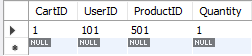 CartID UserID ProductID Quantity
1 101 501 1
NULL NULL NULL NULL